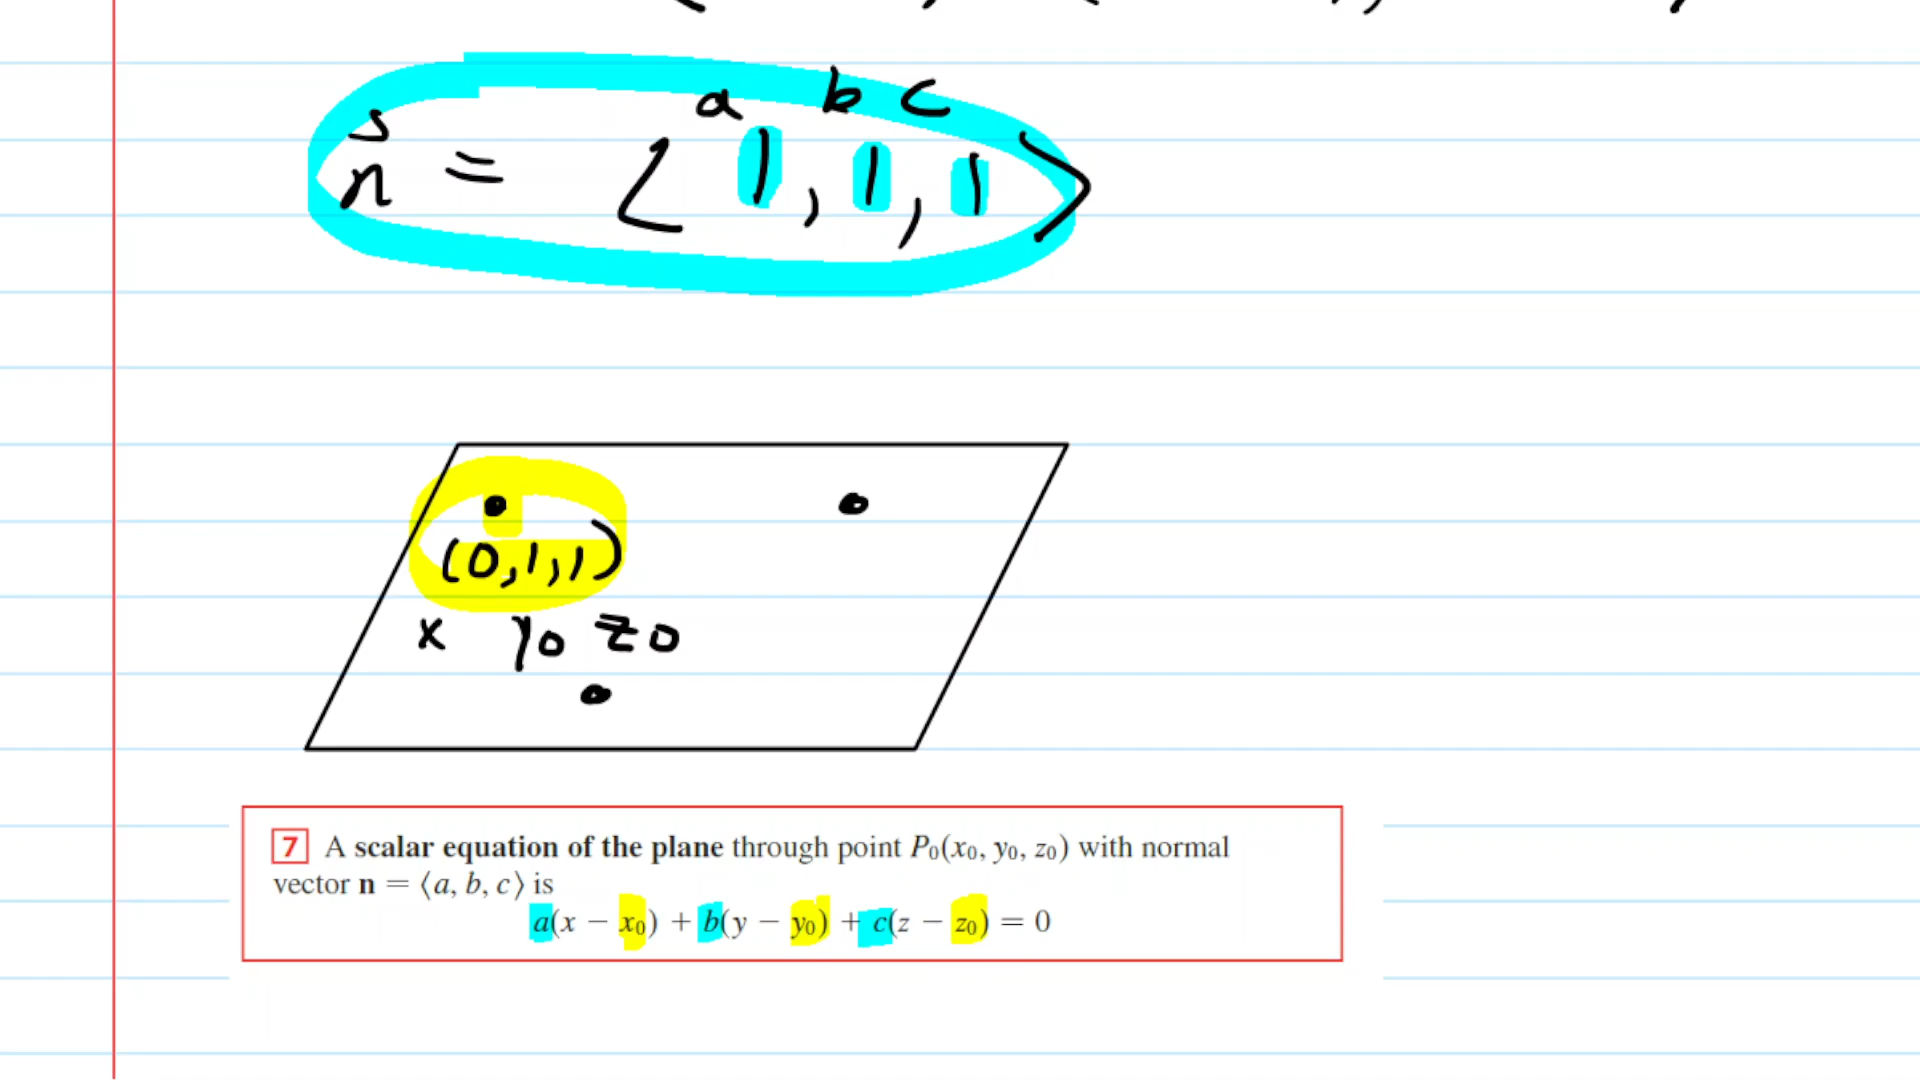 a b c
n = < 1, 1, 1 >
(0,1,1)
x y0 z0
7 A scalar equation of the plane through point P₀(x₀, y₀, z₀) with normal
vector n = ⟨a, b, c⟩ is
a(x − x₀) + b(y − y₀) + c(z − z₀) = 0